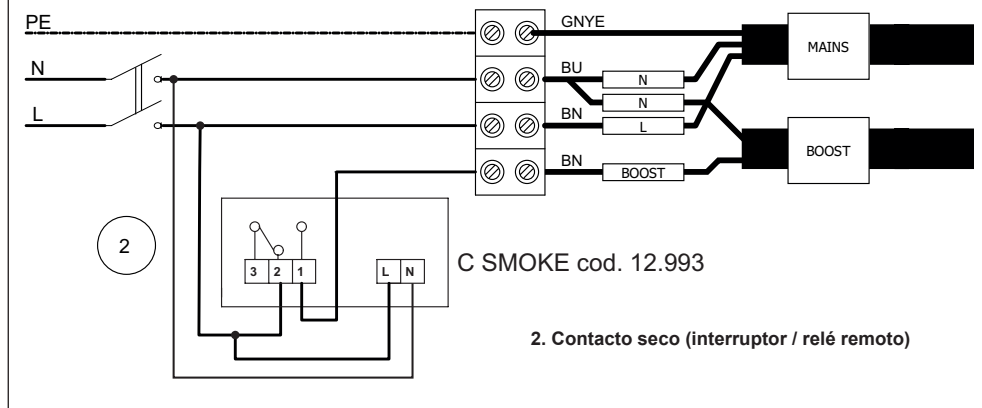 PE
GNYE
MAINS
N
BU
N
N
L
BN
L
BOOST
BN
BOOST
2
3 2 1
L N
C SMOKE cod. 12.993
2. Contacto seco (interruptor / relé remoto)